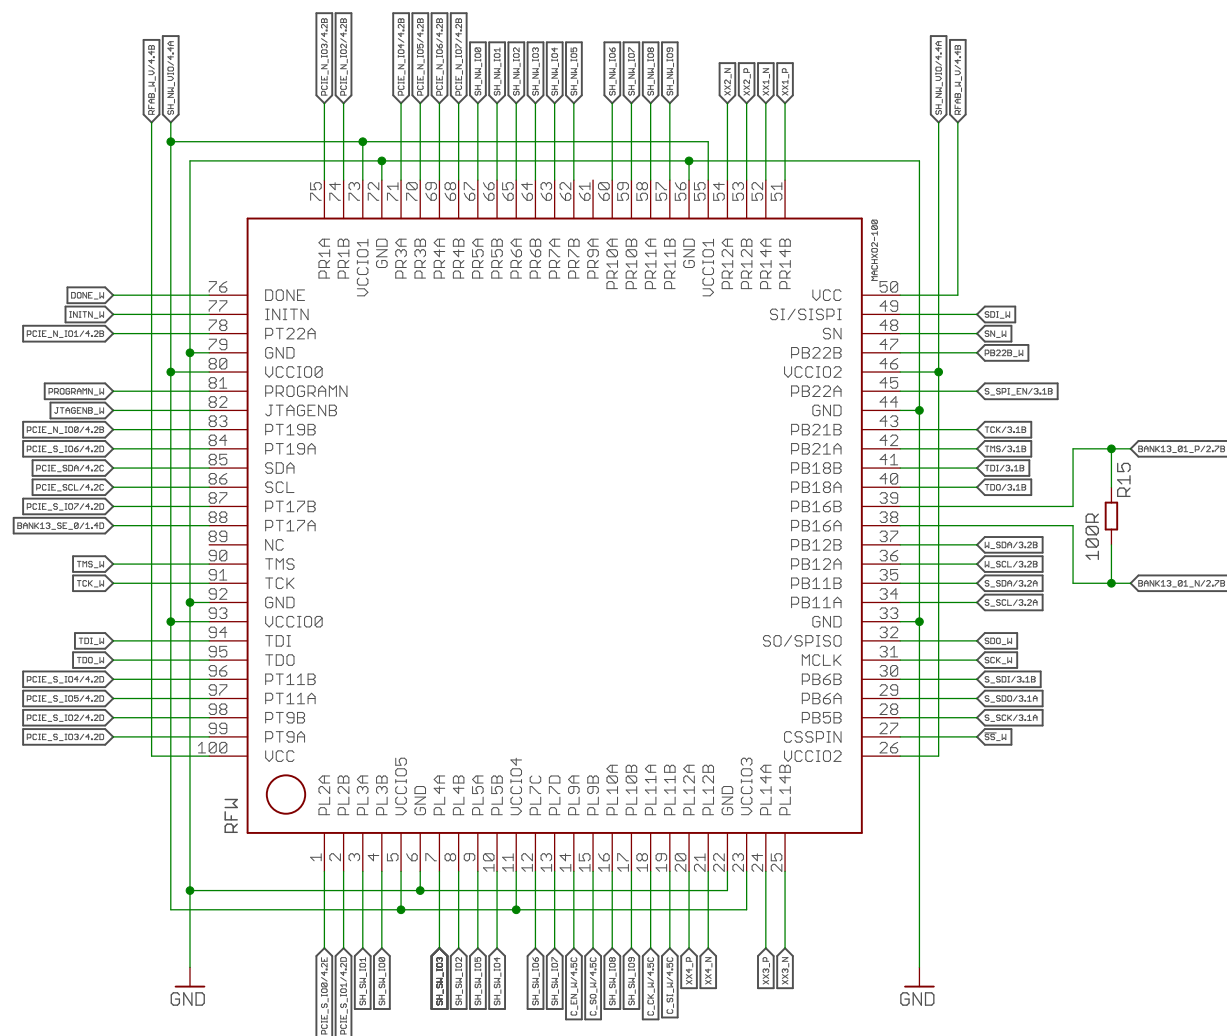 RFAB_W_V/4.4B
SH_NW_VIO/4.4A
PCIE_N_IO3/4.2B
PCIE_N_IO2/4.2B
PCIE_N_IO4/4.2B
PCIE_N_IO5/4.2B
PCIE_N_IO6/4.2B
PCIE_N_IO7/4.2B
SH_NW_IO0
SH_NW_IO1
SH_NW_IO2
SH_NW_IO3
SH_NW_IO4
SH_NW_IO5
SH_NW_IO6
SH_NW_IO7
SH_NW_IO8
SH_NW_IO9
XX2_N
XX2_P
XX1_N
XX1_P
SH_NW_VIO/4.4A
RFAB_W_V/4.4B
75 74 73 72 71 70 69 68 67 66 65 64 63 62 61 60 59 58 57 56 55 54 53 52 51
PR1A PR1B VCCIO1 GND PR3A PR3B PR4A PR4B PR5A PR5B PR6A PR6B PR7A PR7B PR9A PR10A PR10B PR11A PR11B GND VCCIO1 PR12A PR12B PR14A PR14B
MACHXO2-100
DONE_W 76 DONE
INITN_W 77 INITN
PCIE_N_IO1/4.2B 78 PT22A
79 GND
80 VCCIO0
PROGRAMN_W 81 PROGRAMN
JTAGENB_W 82 JTAGENB
PCIE_N_IO0/4.2B 83 PT19B
PCIE_S_IO6/4.2D 84 PT19A
PCIE_SDA/4.2C 85 SDA
PCIE_SCL/4.2C 86 SCL
PCIE_S_IO7/4.2D 87 PT17B
BANK13_SE_0/1.4D 88 PT17A
89 NC
TMS_W 90 TMS
TCK_W 91 TCK
92 GND
93 VCCIO0
TDI_W 94 TDI
TDO_W 95 TDO
PCIE_S_IO4/4.2D 96 PT11B
PCIE_S_IO5/4.2D 97 PT11A
PCIE_S_IO2/4.2D 98 PT9B
PCIE_S_IO3/4.2D 99 PT9A
100 VCC
VCC 50
SI/SISPI 49 SDI_W
SN 48 SN_W
PB22B 47 PB22B_W
VCCIO2 46
PB22A 45 S_SPI_EN/3.1B
GND 44
PB21B 43 TCK/3.1B
PB21A 42 TMS/3.1B
PB18B 41 TDI/3.1B
PB18A 40 TDO/3.1B
PB16B 39
PB16A 38
PB12B 37 W_SDA/3.2B
PB12A 36 W_SCL/3.2B
PB11B 35 S_SDA/3.2A
PB11A 34 S_SCL/3.2A
GND 33
SO/SPISO 32 SDO_W
MCLK 31 SCK_W
PB6B 30 S_SDI/3.1B
PB6A 29 S_SDO/3.1A
PB5B 28 S_SCK/3.1A
CSSPIN 27 SS_W
VCCIO2 26
BANK13_01_P/2.7B
R15
100R
BANK13_01_N/2.7B
RFW
PL2A PL2B PL3A PL3B VCCIO5 GND PL4A PL4B PL5A PL5B VCCIO4 PL7C PL7D PL9A PL9B PL10A PL10B PL11A PL11B PL12A PL12B GND VCCIO3 PL14A PL14B
1 2 3 4 5 6 7 8 9 10 11 12 13 14 15 16 17 18 19 20 21 22 23 24 25
PCIE_S_IO0/4.2E
PCIE_S_IO1/4.2D
SH_SW_IO1
SH_SW_IO0
SH_SW_IO3
SH_SW_IO2
SH_SW_IO5
SH_SW_IO4
SH_SW_IO6
SH_SW_IO7
C_EN_W/4.5C
C_SO_W/4.5C
SH_SW_IO8
SH_SW_IO9
C_CK_W/4.5C
C_SI_W/4.5C
XX4_P
XX4_N
XX3_P
XX3_N
GND
GND